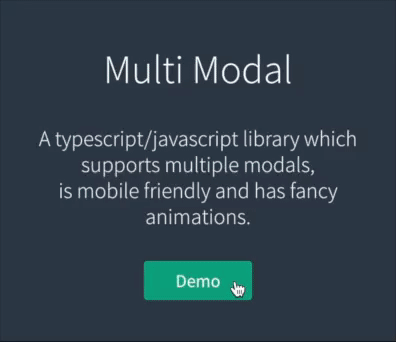 Multi Modal
A typescript/javascript library which
supports multiple modals,
is mobile friendly and has fancy
animations.
Demo